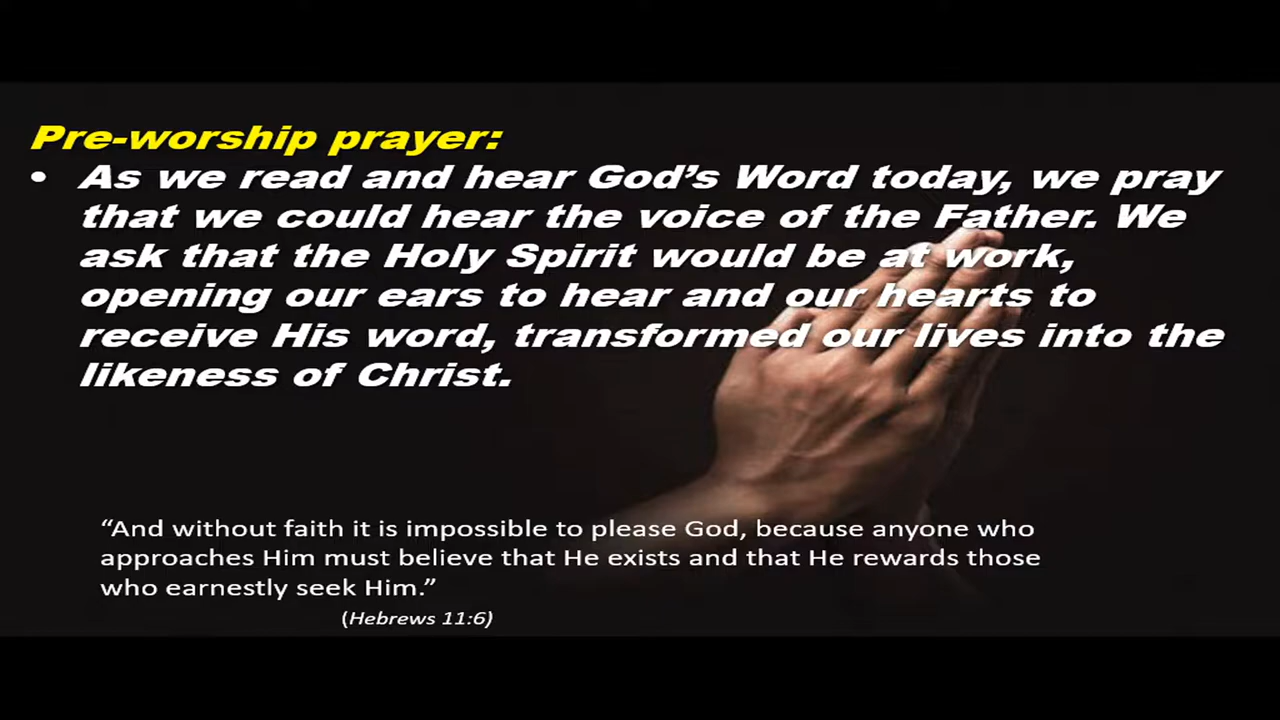 Pre-worship prayer:
• As we read and hear God's Word today, we pray
that we could hear the voice of the Father. We
ask that the Holy Spirit would be at work,
opening our ears to hear and our hearts to
receive His word, transformed our lives into the
likeness of Christ.
“And without faith it is impossible to please God, because anyone who
approaches Him must believe that He exists and that He rewards those
who earnestly seek Him.”
(Hebrews 11:6)